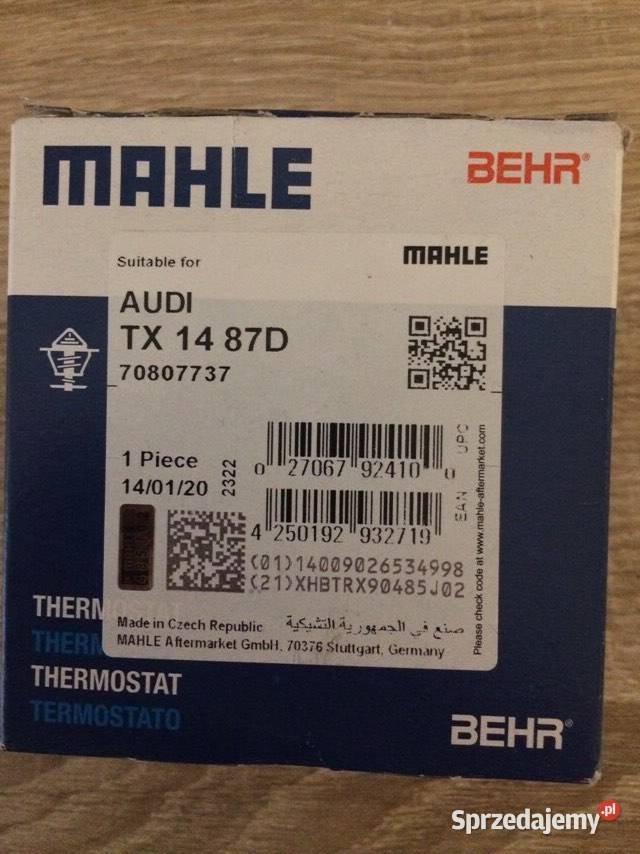 MAHLE
BEHR®
Suitable for
MAHLE
AUDI
TX 14 87D
70807737
1 Piece
14/01/20
2322
0 27067 92410 0
UPC
4 250192 932719
EAN
(01)14009026534998
(21)XHBTRX90485J02
Please check code at www.mahle-aftermarket.com
Made in Czech Republic صنع في الجمهورية التشيكية
MAHLE Aftermarket GmbH, 70376 Stuttgart, Germany
THERMOSTAT
THERM
THERMOSTAT
TERMOSTATO
BEHR®
Sprzedajemy.pl